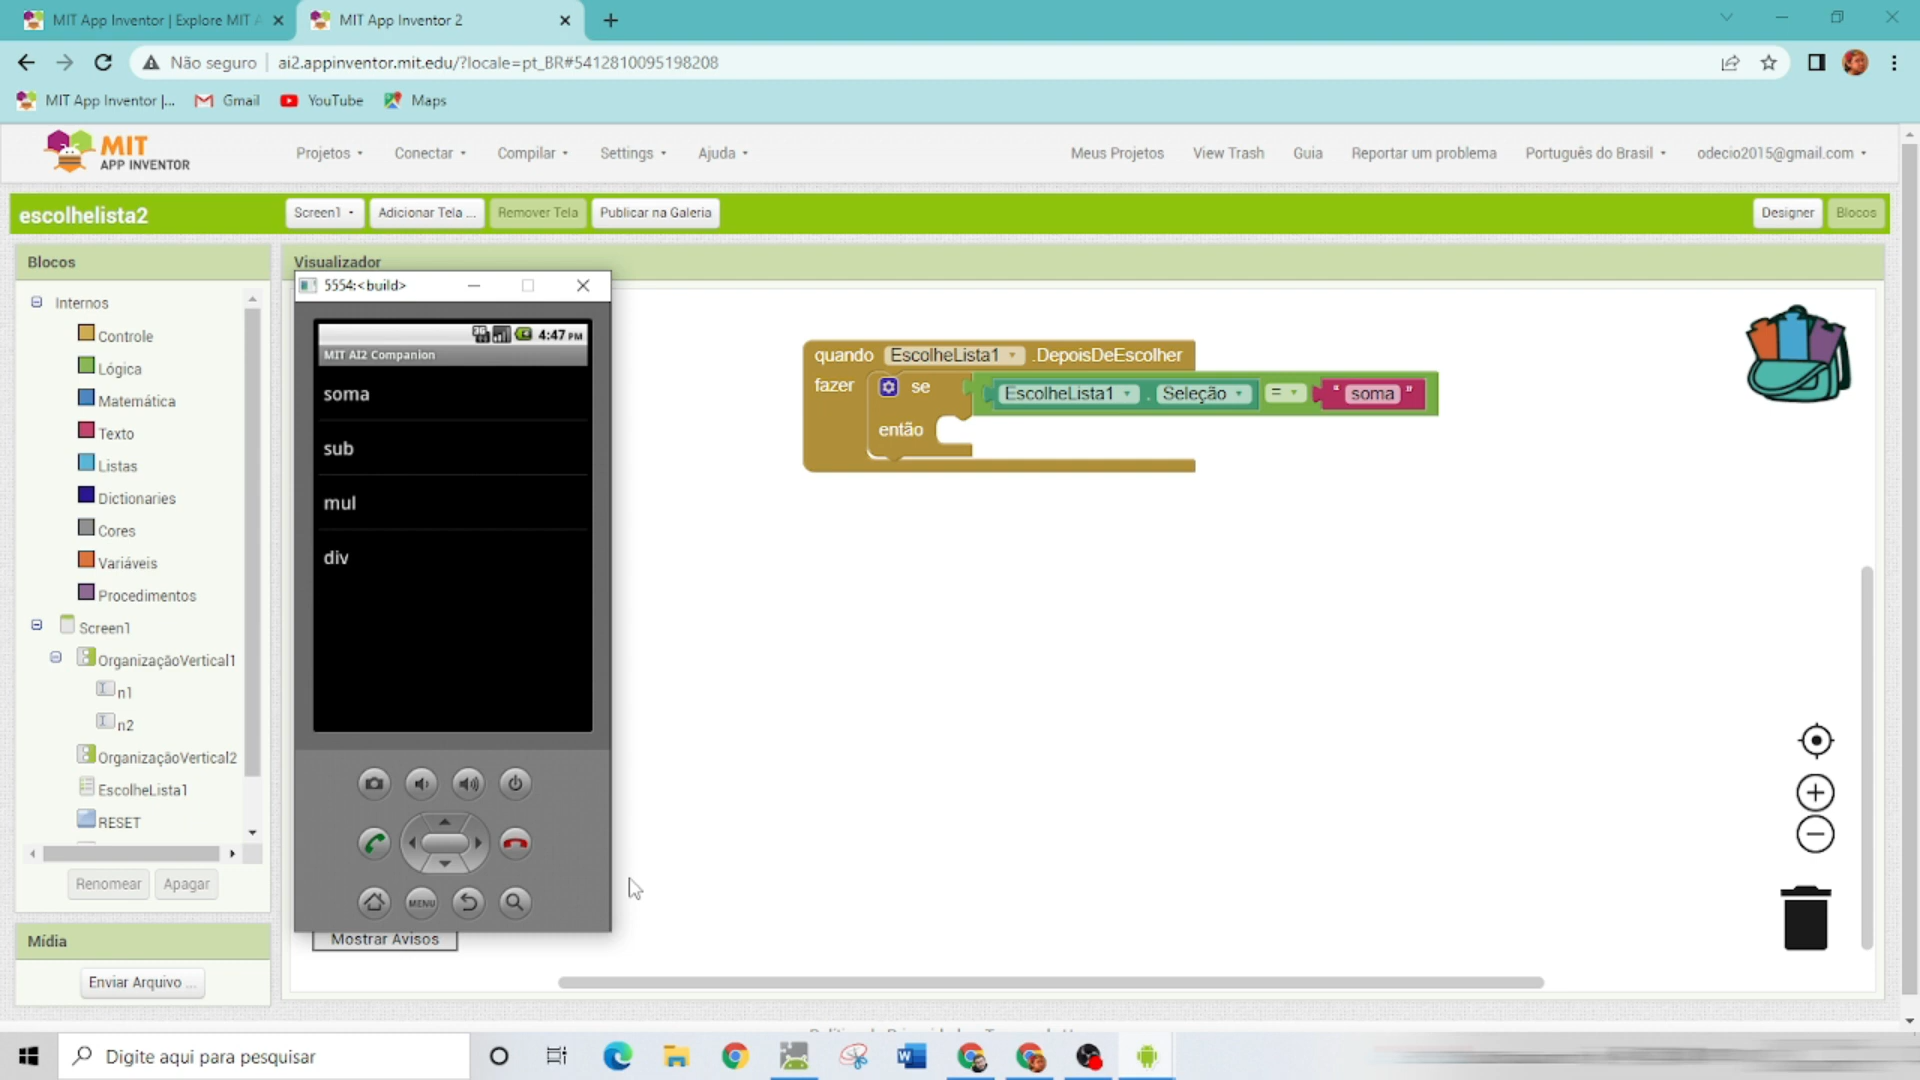 MIT App Inventor | Explore MIT A
MIT App Inventor 2
Não seguro
ai2.appinventor.mit.edu/?locale=pt_BR#5412810095198208
MIT App Inventor |...
Gmail
YouTube
Maps
MIT
APP INVENTOR
Projetos
Conectar
Compilar
Settings
Ajuda
Meus Projetos
View Trash
Guia
Reportar um problema
Português do Brasil
odecio2015@gmail.com
escolhelista2
Screen1
Adicionar Tela ...
Remover Tela
Publicar na Galeria
Designer
Blocos
Blocos
Visualizador
Internos
Controle
Lógica
Matemática
Texto
Listas
Dictionaries
Cores
Variáveis
Procedimentos
Screen1
OrganizaçãoVertical1
n1
n2
OrganizaçãoVertical2
EscolheLista1
RESET
Renomear
Apagar
Mídia
Enviar Arquivo ...
5554:<build>
3G
4:47 PM
MIT AI2 Companion
soma
sub
mul
div
MENU
Mostrar Avisos
quando EscolheLista1 .DepoisDeEscolher
fazer se EscolheLista1 . Seleção = " soma "
então
Digite aqui para pesquisar